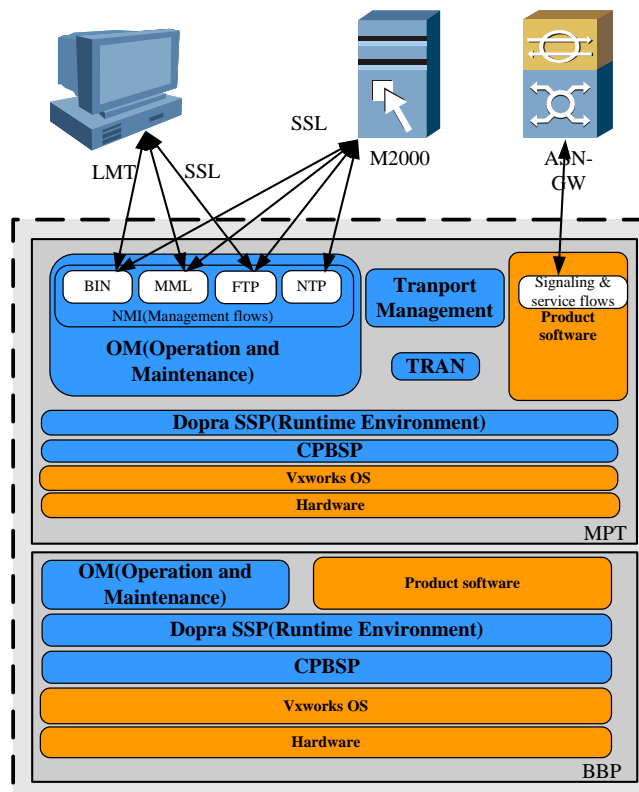 SSL
LMT
SSL
M2000
ASN-
GW
BIN
MML
FTP
NTP
NMI(Management flows)
OM(Operation and
Maintenance)
Tranport
Management
TRAN
Signaling &
service flows
Product
software
Dopra SSP(Runtime Environment)
CPBSP
Vxworks OS
Hardware
MPT
OM(Operation and
Maintenance)
Product software
Dopra SSP(Runtime Environment)
CPBSP
Vxworks OS
Hardware
BBP